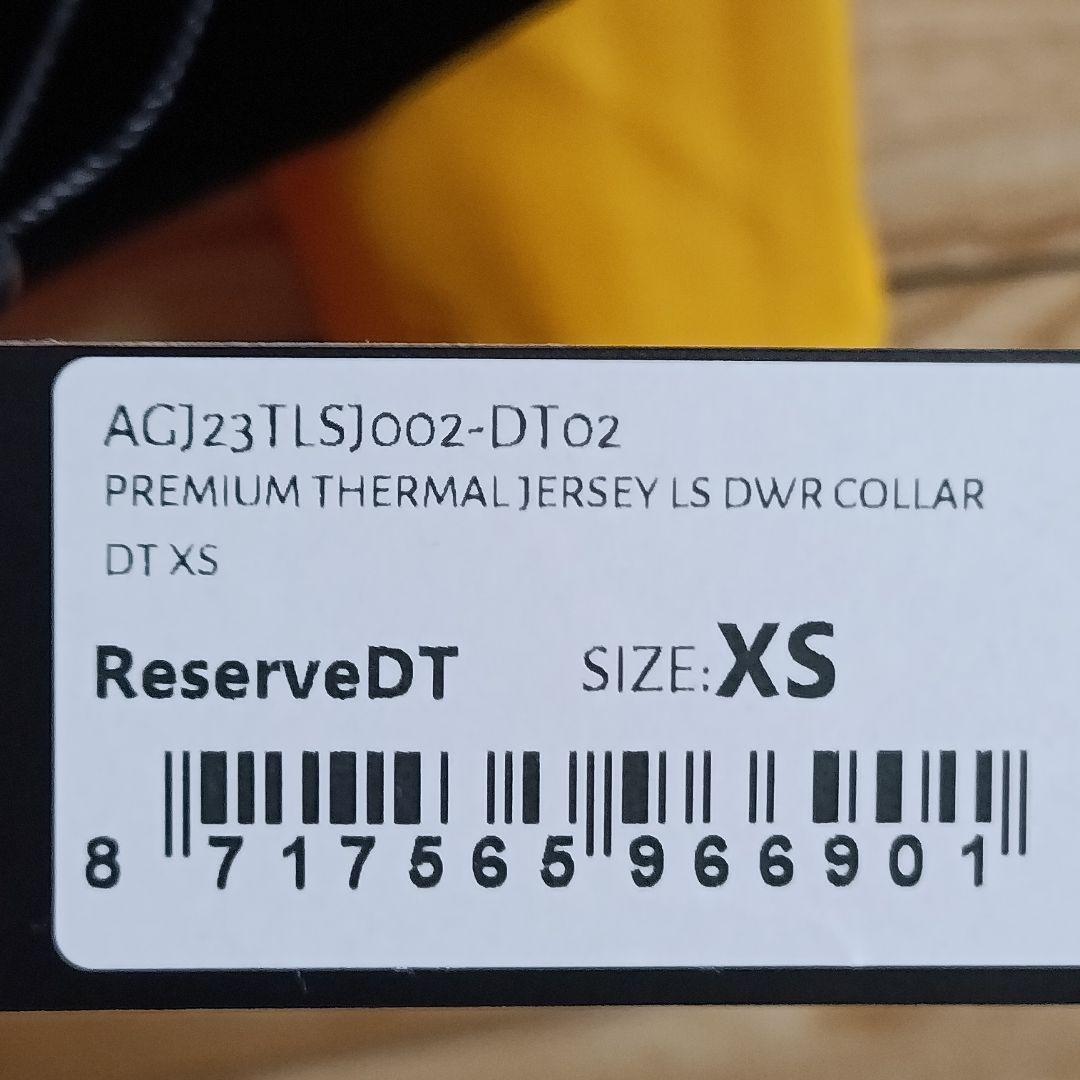 AGJ23TLSJ002-DT02
PREMIUM THERMAL JERSEY LS DWR COLLAR
DT XS
ReserveDT SIZE:XS
8 717565 966901